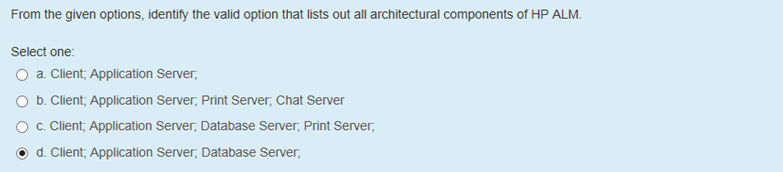 From the given options, identify the valid option that lists out all architectural components of HP ALM.
Select one:
a. Client; Application Server;
b. Client; Application Server; Print Server; Chat Server
c. Client; Application Server; Database Server; Print Server;
d. Client; Application Server; Database Server;